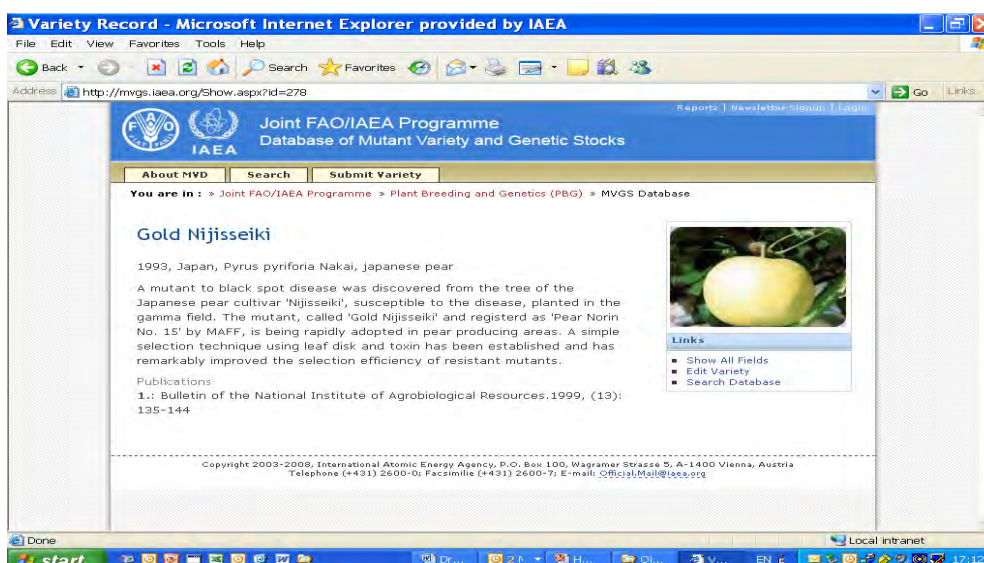 Variety Record - Microsoft Internet Explorer provided by IAEA
File Edit View Favorites Tools Help
Back Search Favorites
Address http://mvgs.iaea.org/Show.aspx?id=278 Go Links
Reports | Newsletter Signup | Login
Joint FAO/IAEA Programme
IAEA Database of Mutant Variety and Genetic Stocks
About MVD Search Submit Variety
You are in : » Joint FAO/IAEA Programme » Plant Breeding and Genetics (PBG) » MVGS Database
Gold Nijisseiki
1993, Japan, Pyrus pyriforia Nakai, japanese pear
A mutant to black spot disease was discovered from the tree of the
Japanese pear cultivar 'Nijisseiki', susceptible to the disease, planted in the
gamma field. The mutant, called 'Gold Nijisseiki' and registerd as 'Pear Norin
No. 15' by MAFF, is being rapidly adopted in pear producing areas. A simple
selection technique using leaf disk and toxin has been established and has
remarkably improved the selection efficiency of resistant mutants.
Publications
1.: Bulletin of the National Institute of Agrobiological Resources.1999, (13):
135-144
Links
Show All Fields
Edit Variety
Search Database
Copyright 2003-2008, International Atomic Energy Agency, P.O. Box 100, Wagramer Strasse 5, A-1400 Vienna, Austria
Telephone (+431) 2600-0; Facsimilie (+431) 2600-7; E-mail: Official.Mail@iaea.org
Done Local intranet
start Dr... H... Oi... V... EN 17:12